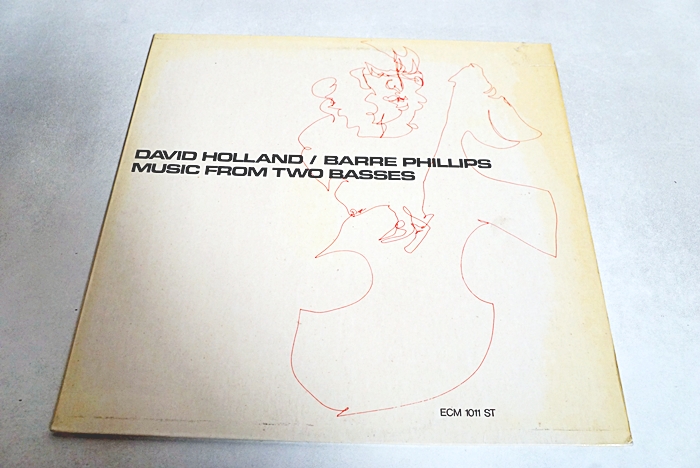 DAVID HOLLAND / BARRE PHILLIPS
MUSIC FROM TWO BASSES
ECM 1011 ST